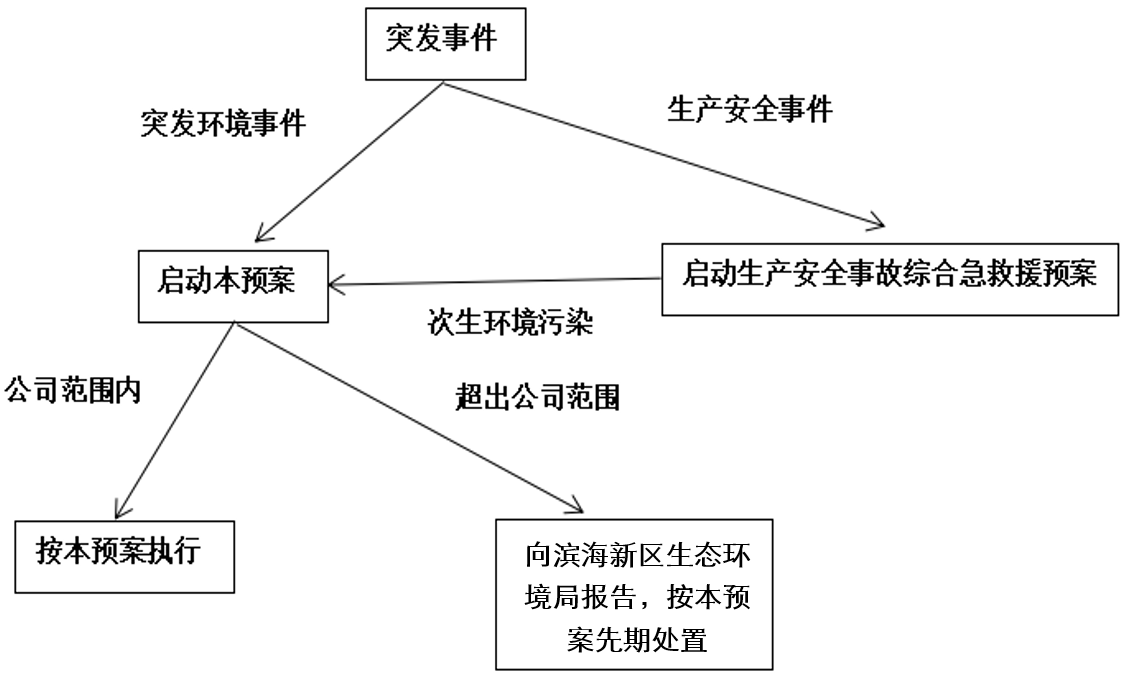 突发事件
突发环境事件
生产安全事件
启动本预案
启动生产安全事故综合急救援预案
次生环境污染
公司范围内
超出公司范围
按本预案执行
向滨海新区生态环
境局报告，按本预
案先期处置